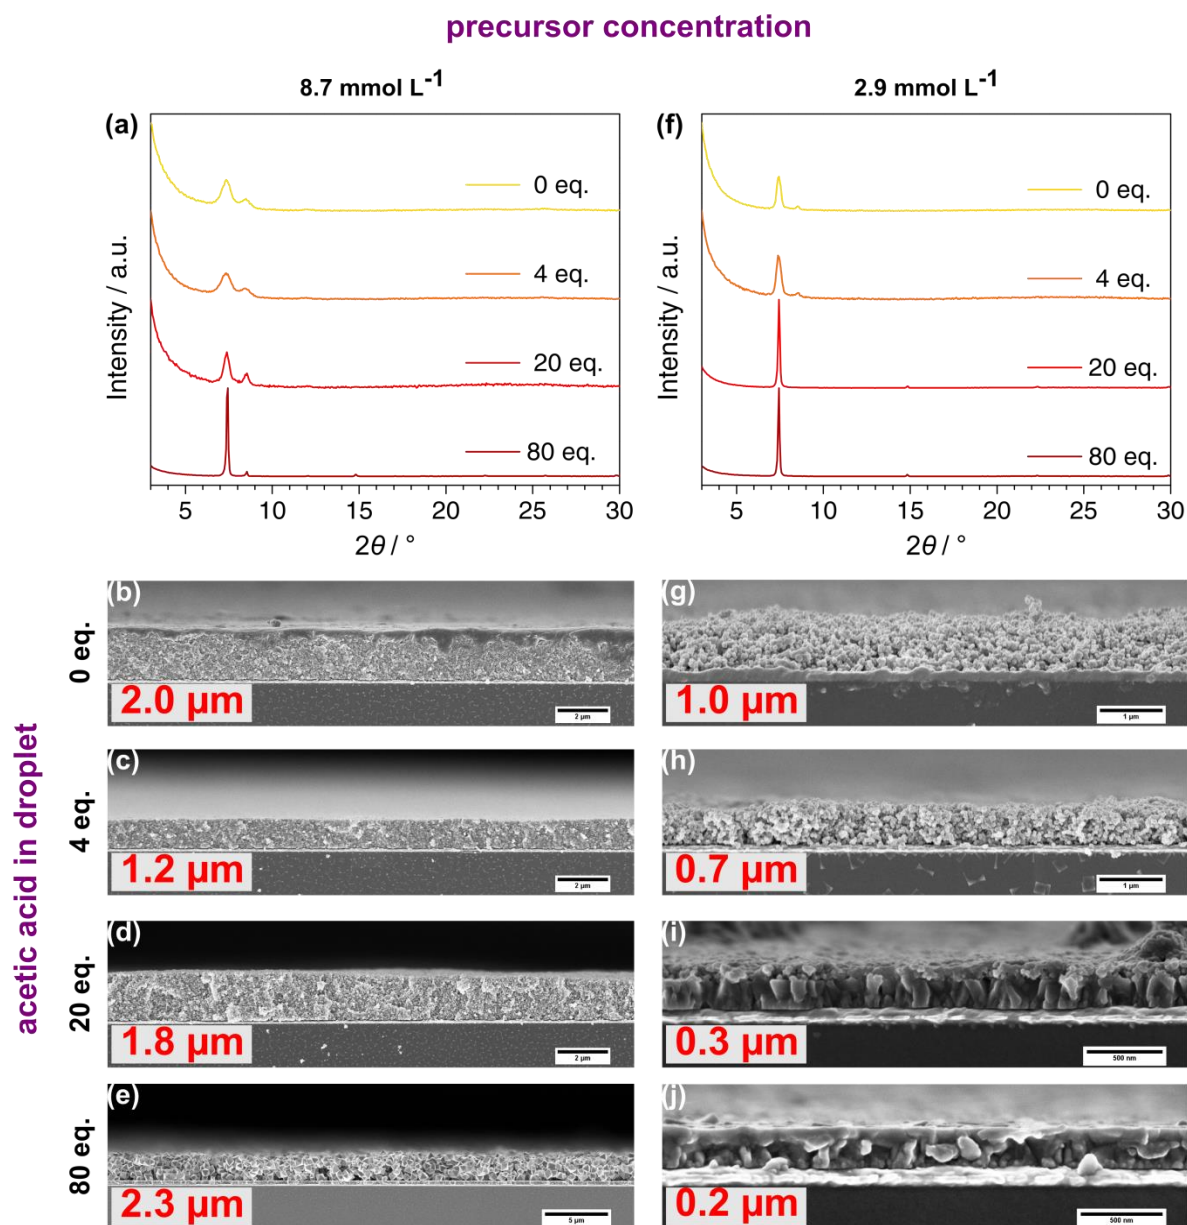 precursor concentration
8.7 mmol L⁻¹
2.9 mmol L⁻¹
(a)
0 eq.
4 eq.
20 eq.
80 eq.
Intensity / a.u.
5 10 15 20 25 30
2θ / °
(f)
0 eq.
4 eq.
20 eq.
80 eq.
Intensity / a.u.
5 10 15 20 25 30
2θ / °
acetic acid in droplet
0 eq.
(b)
2.0 µm
2 µm
(g)
1.0 µm
1 µm
4 eq.
(c)
1.2 µm
2 µm
(h)
0.7 µm
1 µm
20 eq.
(d)
1.8 µm
2 µm
(i)
0.3 µm
500 nm
80 eq.
(e)
2.3 µm
5 µm
(j)
0.2 µm
500 nm